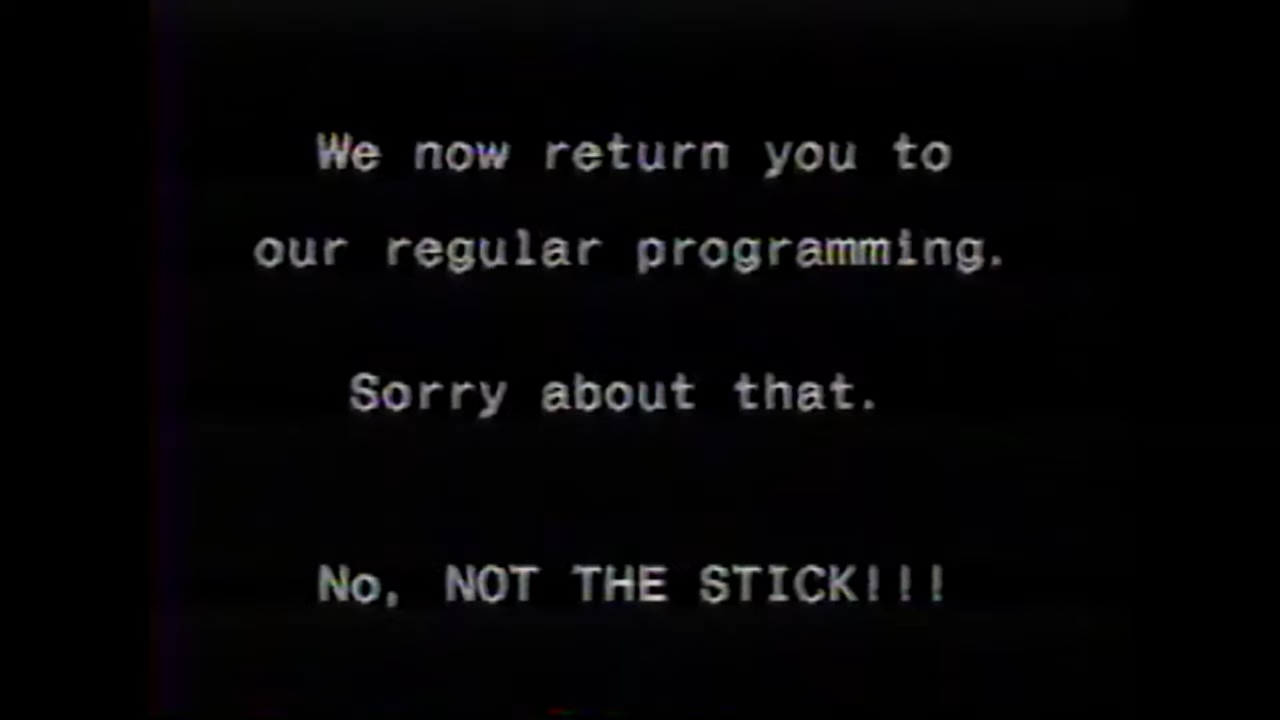 We now return you to
our regular programming.
Sorry about that.
No, NOT THE STICK!!!